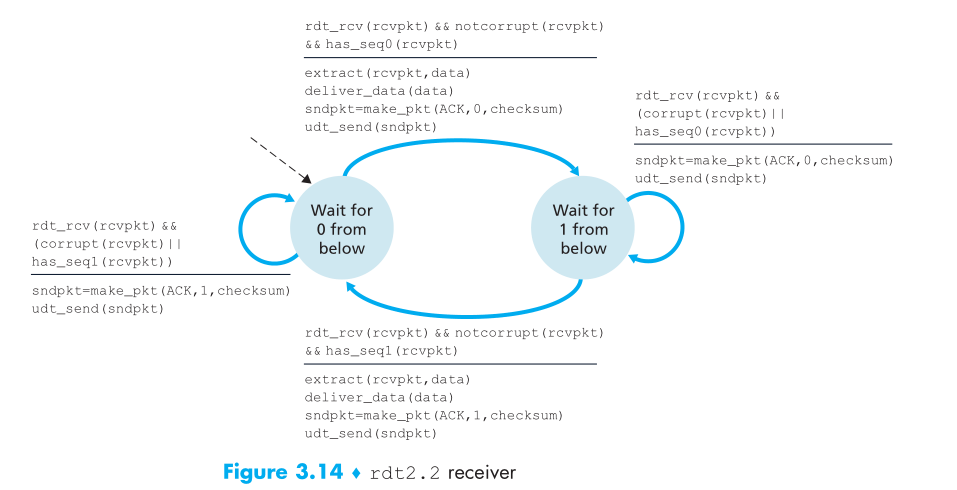 rdt_rcv(rcvpkt) && notcorrupt(rcvpkt)
&& has_seq0(rcvpkt)
extract(rcvpkt,data)
deliver_data(data)
sndpkt=make_pkt(ACK,0,checksum)
udt_send(sndpkt)
rdt_rcv(rcvpkt) &&
(corrupt(rcvpkt)||
has_seq0(rcvpkt))
sndpkt=make_pkt(ACK,0,checksum)
udt_send(sndpkt)
Wait for
0 from
below
Wait for
1 from
below
rdt_rcv(rcvpkt) &&
(corrupt(rcvpkt)||
has_seq1(rcvpkt))
sndpkt=make_pkt(ACK,1,checksum)
udt_send(sndpkt)
rdt_rcv(rcvpkt) && notcorrupt(rcvpkt)
&& has_seq1(rcvpkt)
extract(rcvpkt,data)
deliver_data(data)
sndpkt=make_pkt(ACK,1,checksum)
udt_send(sndpkt)
Figure 3.14 ♦ rdt2.2 receiver